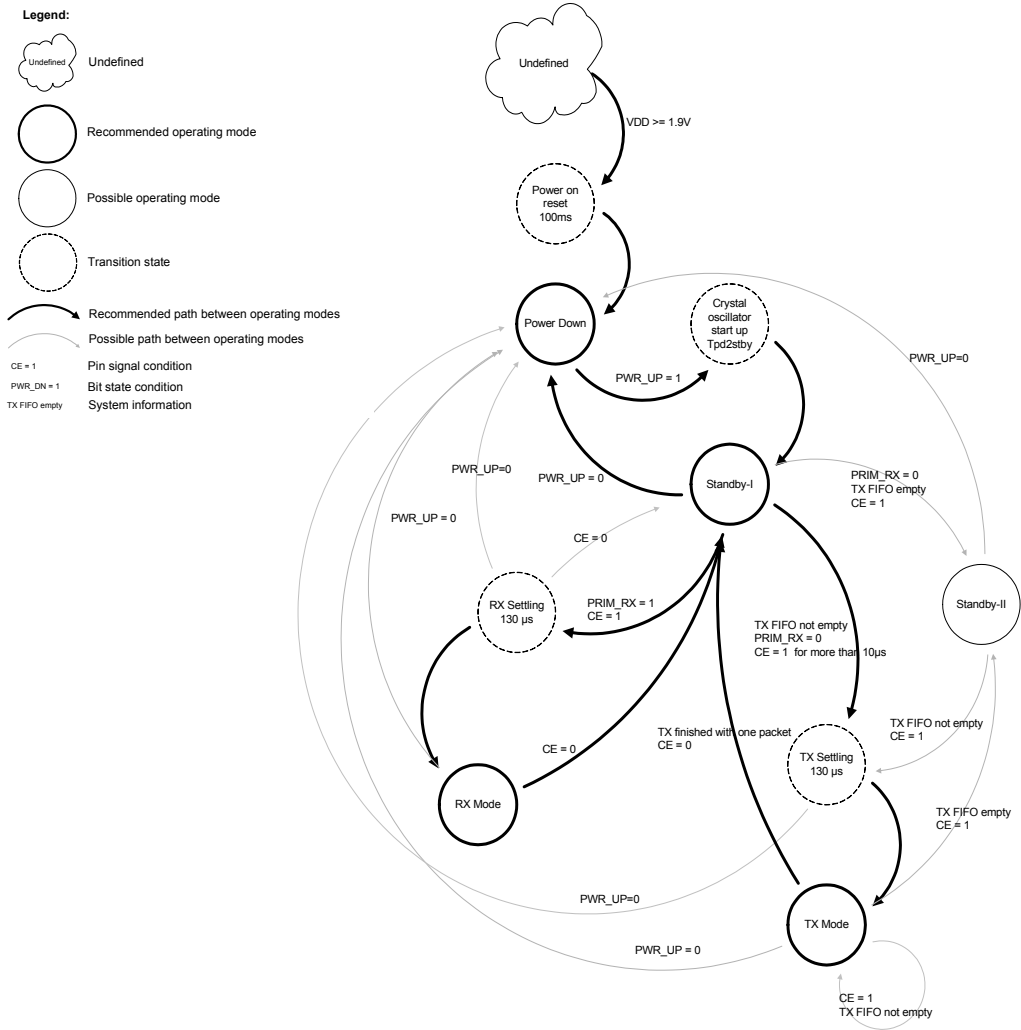 Legend:
Undefined
Undefined
Recommended operating mode
Possible operating mode
Transition state
Recommended path between operating modes
Possible path between operating modes
CE = 1
Pin signal condition
PWR_DN = 1
Bit state condition
TX FIFO empty
System information
Undefined
VDD >= 1.9V
Power on
reset
100ms
Power Down
Crystal
oscillator
start up
Tpd2stby
PWR_UP=0
PWR_UP = 1
PWR_UP=0
PWR_UP = 0
Standby-I
PRIM_RX = 0
TX FIFO empty
CE = 1
PWR_UP = 0
CE = 0
RX Settling
130 µs
PRIM_RX = 1
CE = 1
Standby-II
TX FIFO not empty
PRIM_RX = 0
CE = 1 for more than 10µs
TX FIFO not empty
CE = 1
TX finished with one packet
CE = 0
CE = 0
TX Settling
130 µs
RX Mode
TX FIFO empty
CE = 1
PWR_UP=0
TX Mode
PWR_UP = 0
CE = 1
TX FIFO not empty